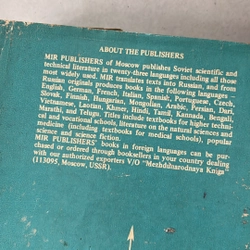 ABOUT THE PUBLISHERS
MIR PUBLISHERS of Moscow publishes Soviet scientific and
technical literature in twenty-three languages including all those
most widely used. MIR translates texts into Russian, and from
Russian originals produces books in the following languages –
English, German, French, Italian, Spanish, Portuguese, Czech,
Slovak, Finnish, Hungarian, Mongolian, Arabic, Persian, Dari,
Vietnamese, Laotian, Khmer, Hindi, Tamil, Kannada, Bengali,
Marathi, and Telugu. Titles include textbooks for higher techni-
cal and vocational schools, literature on the natural sciences and
medicine (including textbooks for medical schools), popular
science and science fiction.
MIR PUBLISHERS' books in foreign languages can be pur-
chased or ordered through booksellers in your country dealing
with our authorized exporters V/O "Mezhdunarodnaya Kniga"
(113095, Moscow, USSR).